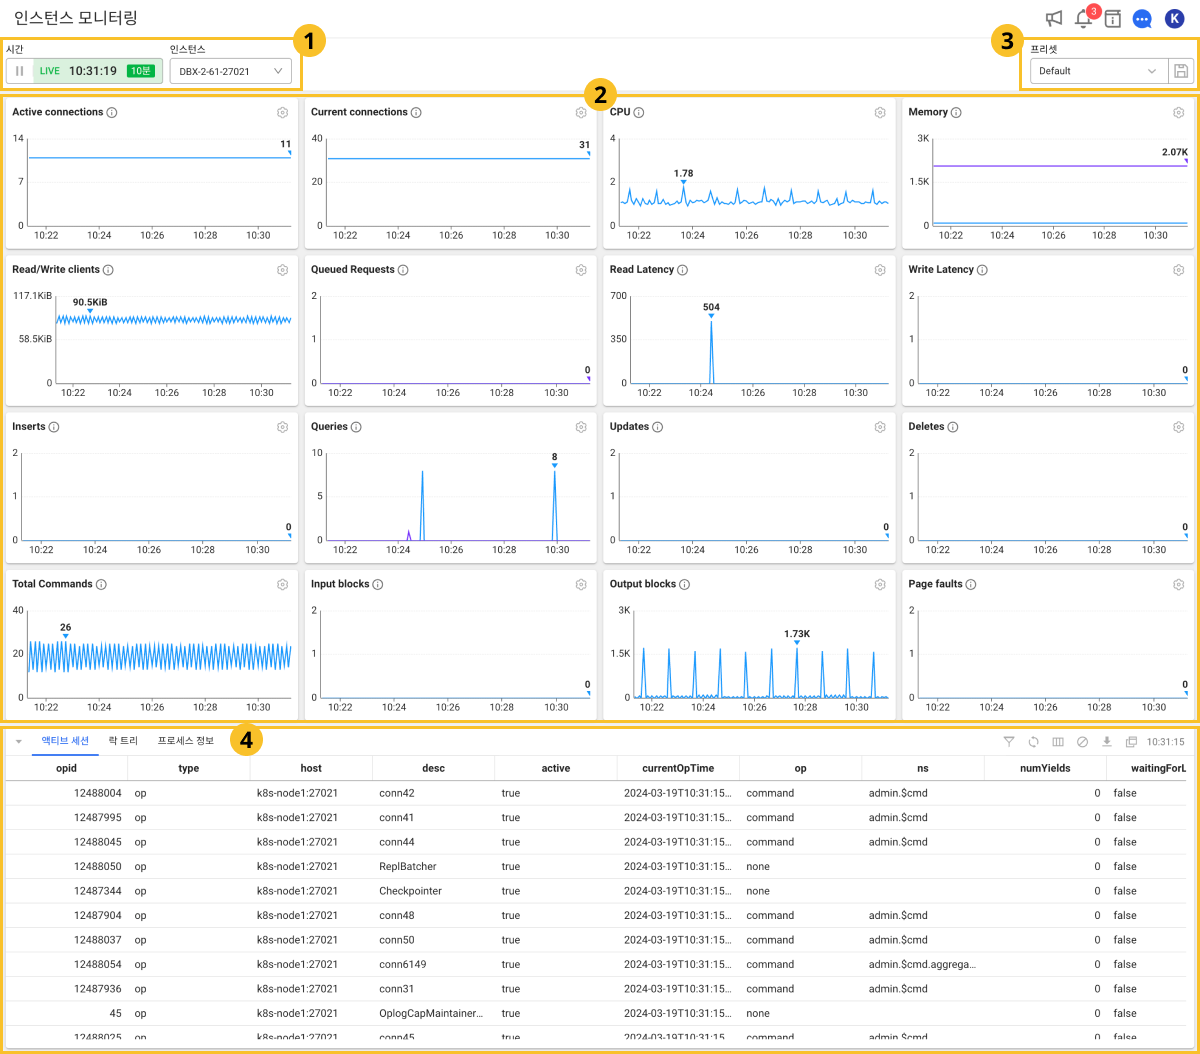 인스턴스 모니터링
3
K
시간
LIVE 10:31:19 10분
인스턴스
DBX-2-61-27021
1
3
프리셋
Default
2
Active connections
14
7
0
11
10:22 10:24 10:26 10:28 10:30
Current connections
40
20
0
31
10:22 10:24 10:26 10:28 10:30
CPU
4
2
0
1.78
10:22 10:24 10:26 10:28 10:30
Memory
3K
1.5K
0
2.07K
10:22 10:24 10:26 10:28 10:30
Read/Write clients
117.1KiB
58.5KiB
0
90.5KiB
10:22 10:24 10:26 10:28 10:30
Queued Requests
2
1
0
0
10:22 10:24 10:26 10:28 10:30
Read Latency
700
350
0
504
10:22 10:24 10:26 10:28 10:30
Write Latency
2
1
0
0
10:22 10:24 10:26 10:28 10:30
Inserts
2
1
0
0
10:22 10:24 10:26 10:28 10:30
Queries
10
5
0
8
10:22 10:24 10:26 10:28 10:30
Updates
2
1
0
0
10:22 10:24 10:26 10:28 10:30
Deletes
2
1
0
0
10:22 10:24 10:26 10:28 10:30
Total Commands
40
20
0
26
10:22 10:24 10:26 10:28 10:30
Input blocks
2
1
0
0
10:22 10:24 10:26 10:28 10:30
Output blocks
3K
1.5K
0
1.73K
10:22 10:24 10:26 10:28 10:30
Page faults
2
1
0
0
10:22 10:24 10:26 10:28 10:30
액티브 세션 락 트리 프로세스 정보
4
10:31:15
opid type host desc active currentOpTime op ns numYields waitingForL
12488004 op k8s-node1:27021 conn42 true 2024-03-19T10:31:15... command admin.$cmd 0 false
12487995 op k8s-node1:27021 conn41 true 2024-03-19T10:31:15... command admin.$cmd 0 false
12488045 op k8s-node1:27021 conn44 true 2024-03-19T10:31:15... command admin.$cmd 0 false
12488050 op k8s-node1:27021 ReplBatcher true 2024-03-19T10:31:15... none 0 false
12487344 op k8s-node1:27021 Checkpointer true 2024-03-19T10:31:15... none 0 false
12487904 op k8s-node1:27021 conn48 true 2024-03-19T10:31:15... command admin.$cmd 0 false
12488037 op k8s-node1:27021 conn50 true 2024-03-19T10:31:15... command admin.$cmd 0 false
12488054 op k8s-node1:27021 conn6149 true 2024-03-19T10:31:15... command admin.$cmd.aggrega... 0 false
12487936 op k8s-node1:27021 conn31 true 2024-03-19T10:31:15... command admin.$cmd 0 false
45 op k8s-node1:27021 OplogCapMaintainer... true 2024-03-19T10:31:15... none 0 false
12488025 op k8s-node1:27021 conn45 true 2024-03-19T10:31:15... command admin.$cmd 0 false